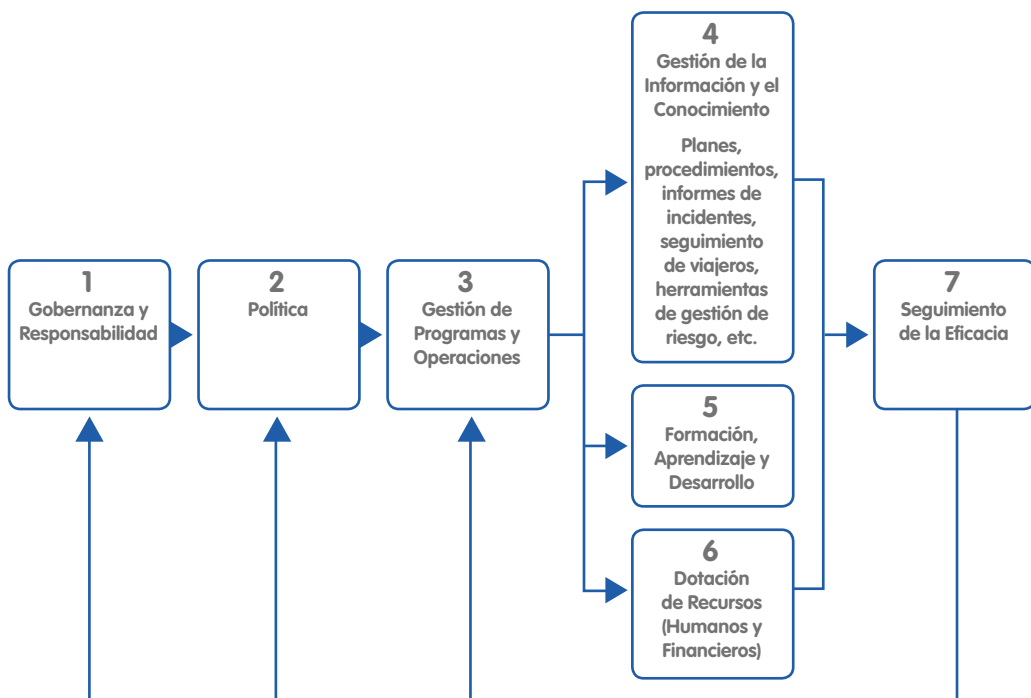 1
Gobernanza y
Responsabilidad
2
Política
3
Gestión de
Programas y
Operaciones
4
Gestión de la
Información y el
Conocimiento
Planes,
procedimientos,
informes de
incidentes,
seguimiento
de viajeros,
herramientas
de gestión de
riesgo, etc.
5
Formación,
Aprendizaje y
Desarrollo
6
Dotación
de Recursos
(Humanos y
Financieros)
7
Seguimiento
de la Eficacia